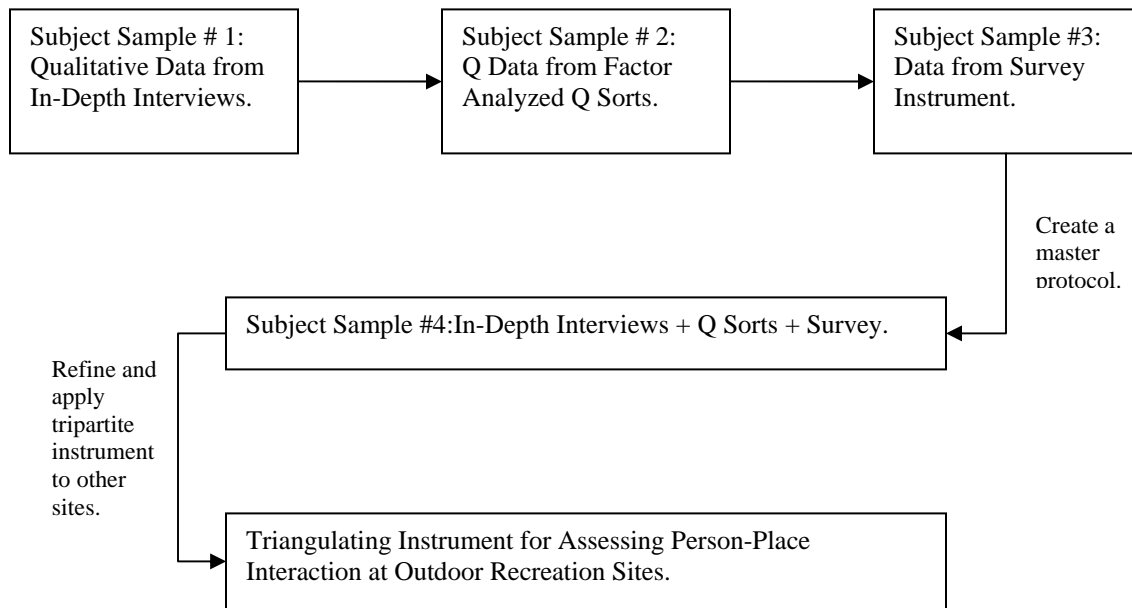 Subject Sample # 1:
Qualitative Data from
In-Depth Interviews.
Subject Sample # 2:
Q Data from Factor
Analyzed Q Sorts.
Subject Sample #3:
Data from Survey
Instrument.
Create a
master
protocol.
Subject Sample #4:In-Depth Interviews + Q Sorts + Survey.
Refine and
apply
tripartite
instrument
to other
sites.
Triangulating Instrument for Assessing Person-Place
Interaction at Outdoor Recreation Sites.